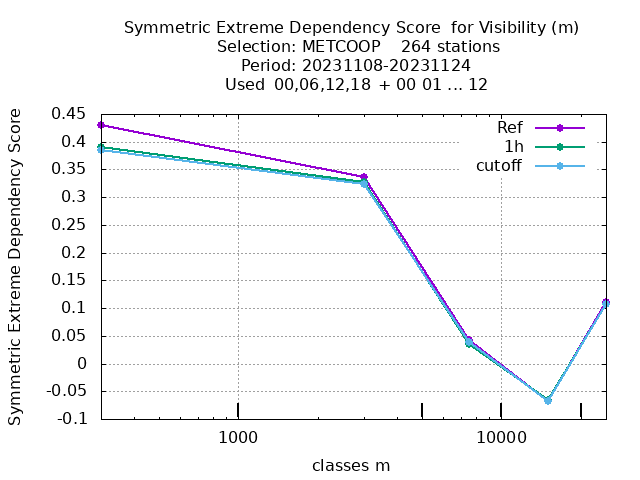 Symmetric Extreme Dependency Score  for Visibility (m)
Selection: METCOOP    264 stations
Period: 20231108-20231124
Used  00,06,12,18 + 00 01 ... 12
Symmetric Extreme Dependency Score
0.45
0.4
0.35
0.3
0.25
0.2
0.15
0.1
0.05
0
-0.05
-0.1
Ref
1h
cutoff
1000
10000
classes m